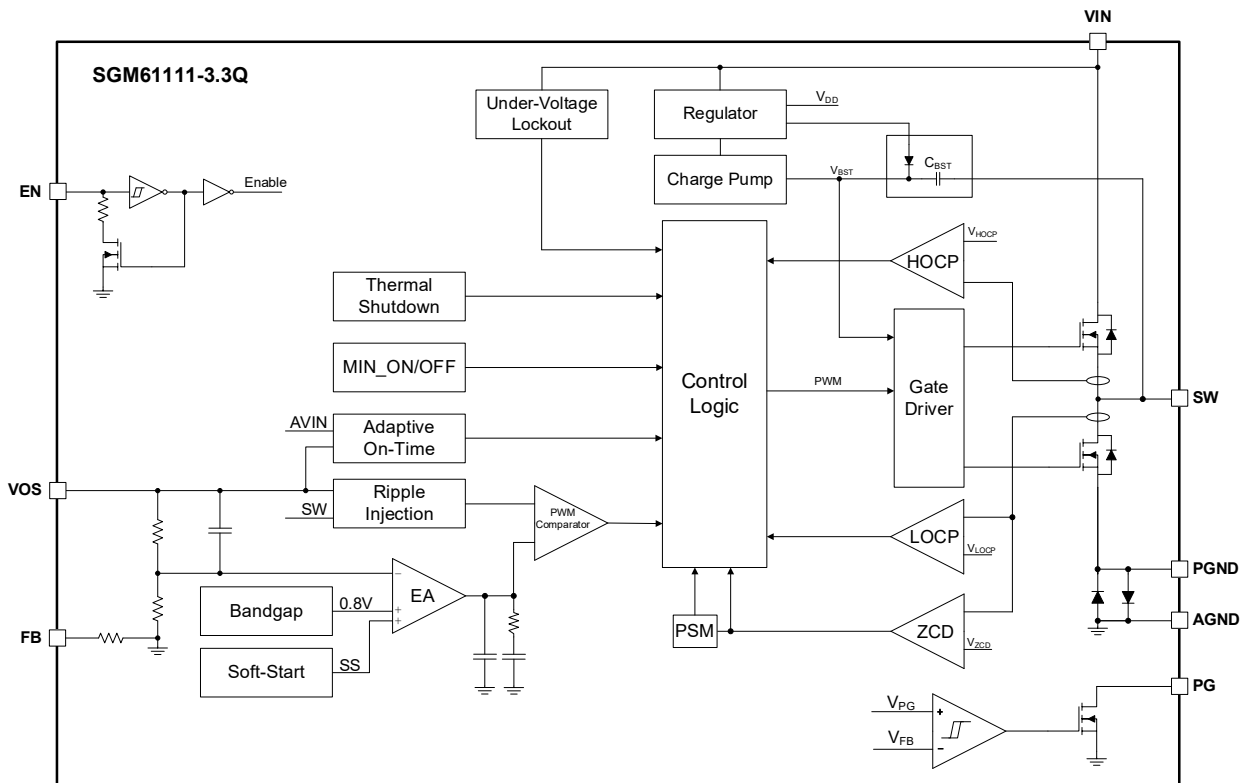 VIN
SGM61111-3.3Q
Under-Voltage
Lockout
Regulator
VDD
CBST
Charge Pump
VBST
EN
Enable
VHOCP
HOCP
Thermal
Shutdown
MIN_ON/OFF
Control
Logic
PWM
Gate
Driver
SW
AVIN
Adaptive
On-Time
VOS
SW
Ripple
Injection
PWM
Comparator
LOCP
VLOCP
PGND
EA
Bandgap
0.8V
PSM
ZCD
VZCD
AGND
FB
Soft-Start
SS
PG
VPG
VFB